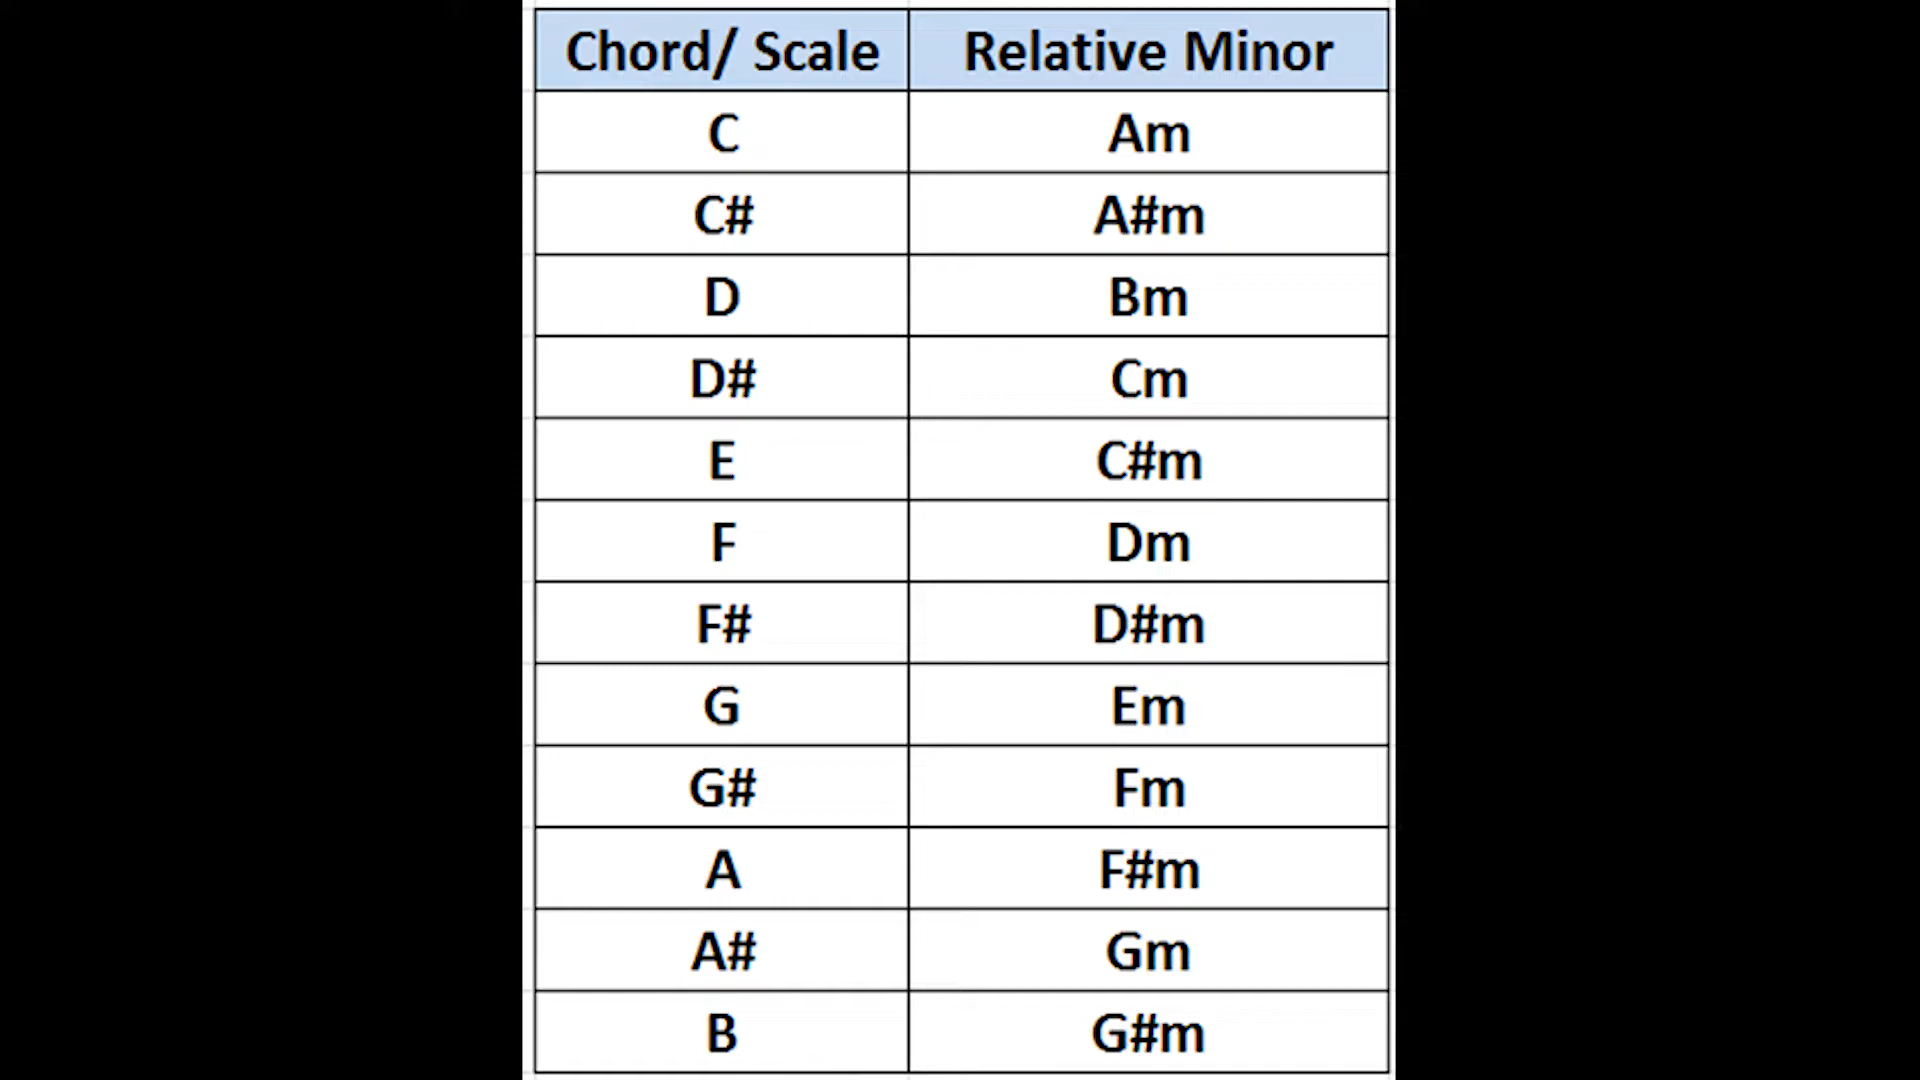 Chord/ Scale Relative Minor
C Am
C# A#m
D Bm
D# Cm
E C#m
F Dm
F# D#m
G Em
G# Fm
A F#m
A# Gm
B G#m